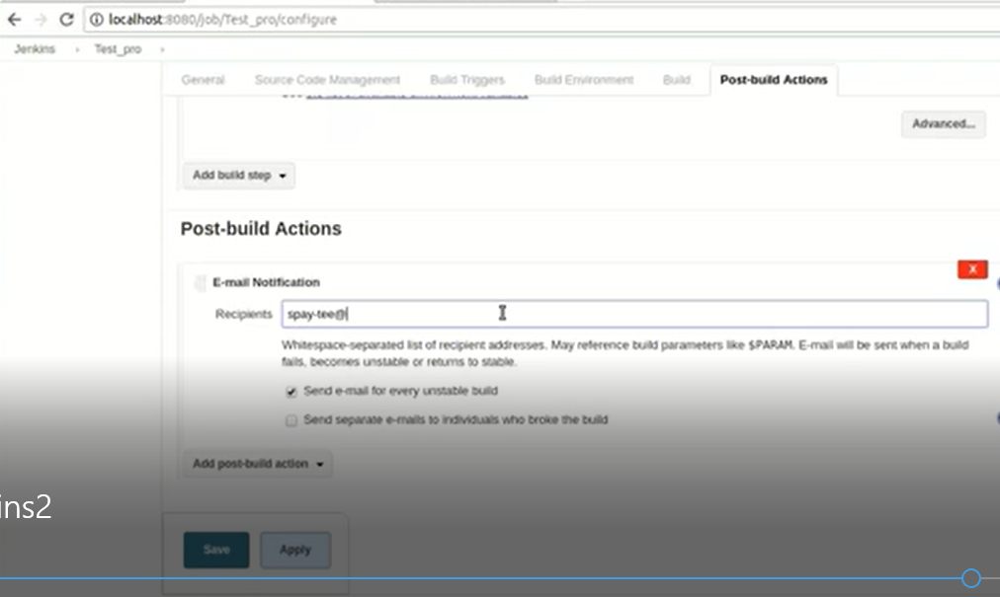 localhost:8080/job/Test_pro/configure
Jenkins › Test_pro ›
General Source Code Management Build Triggers Build Environment Build Post-build Actions
Advanced...
Add build step
Post-build Actions
X
E-mail Notification
Recipients spay-tee@
Whitespace-separated list of recipient addresses. May reference build parameters like $PARAM. E-mail will be sent when a build
fails, becomes unstable or returns to stable.
Send e-mail for every unstable build
Send separate e-mails to individuals who broke the build
Add post-build action
ins2
Save Apply